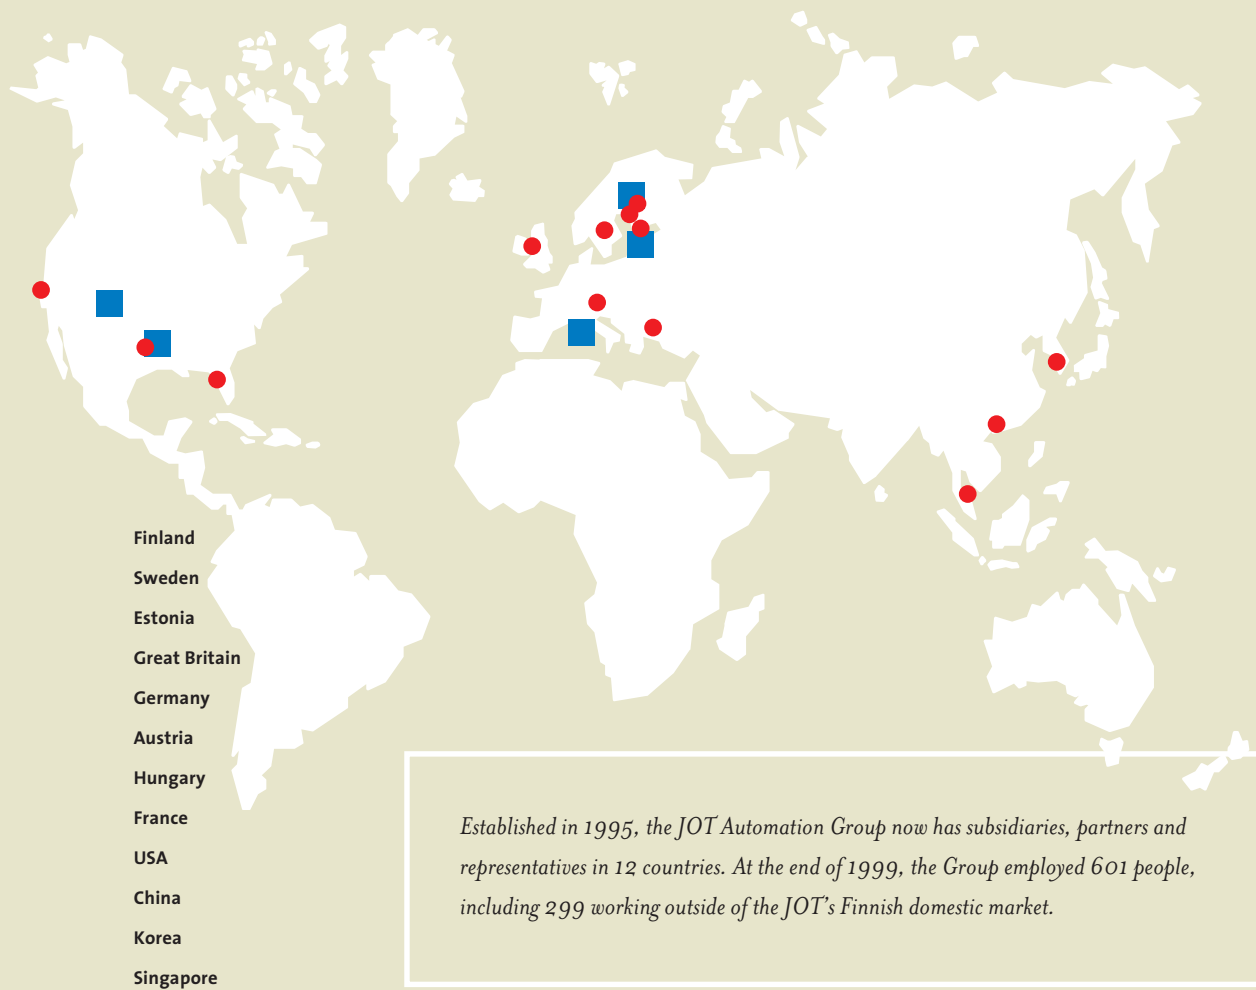 Finland
Sweden
Estonia
Great Britain
Germany
Austria
Hungary
France
USA
China
Korea
Singapore
Established in 1995, the JOT Automation Group now has subsidiaries, partners and
representatives in 12 countries. At the end of 1999, the Group employed 601 people,
including 299 working outside of the JOT's Finnish domestic market.